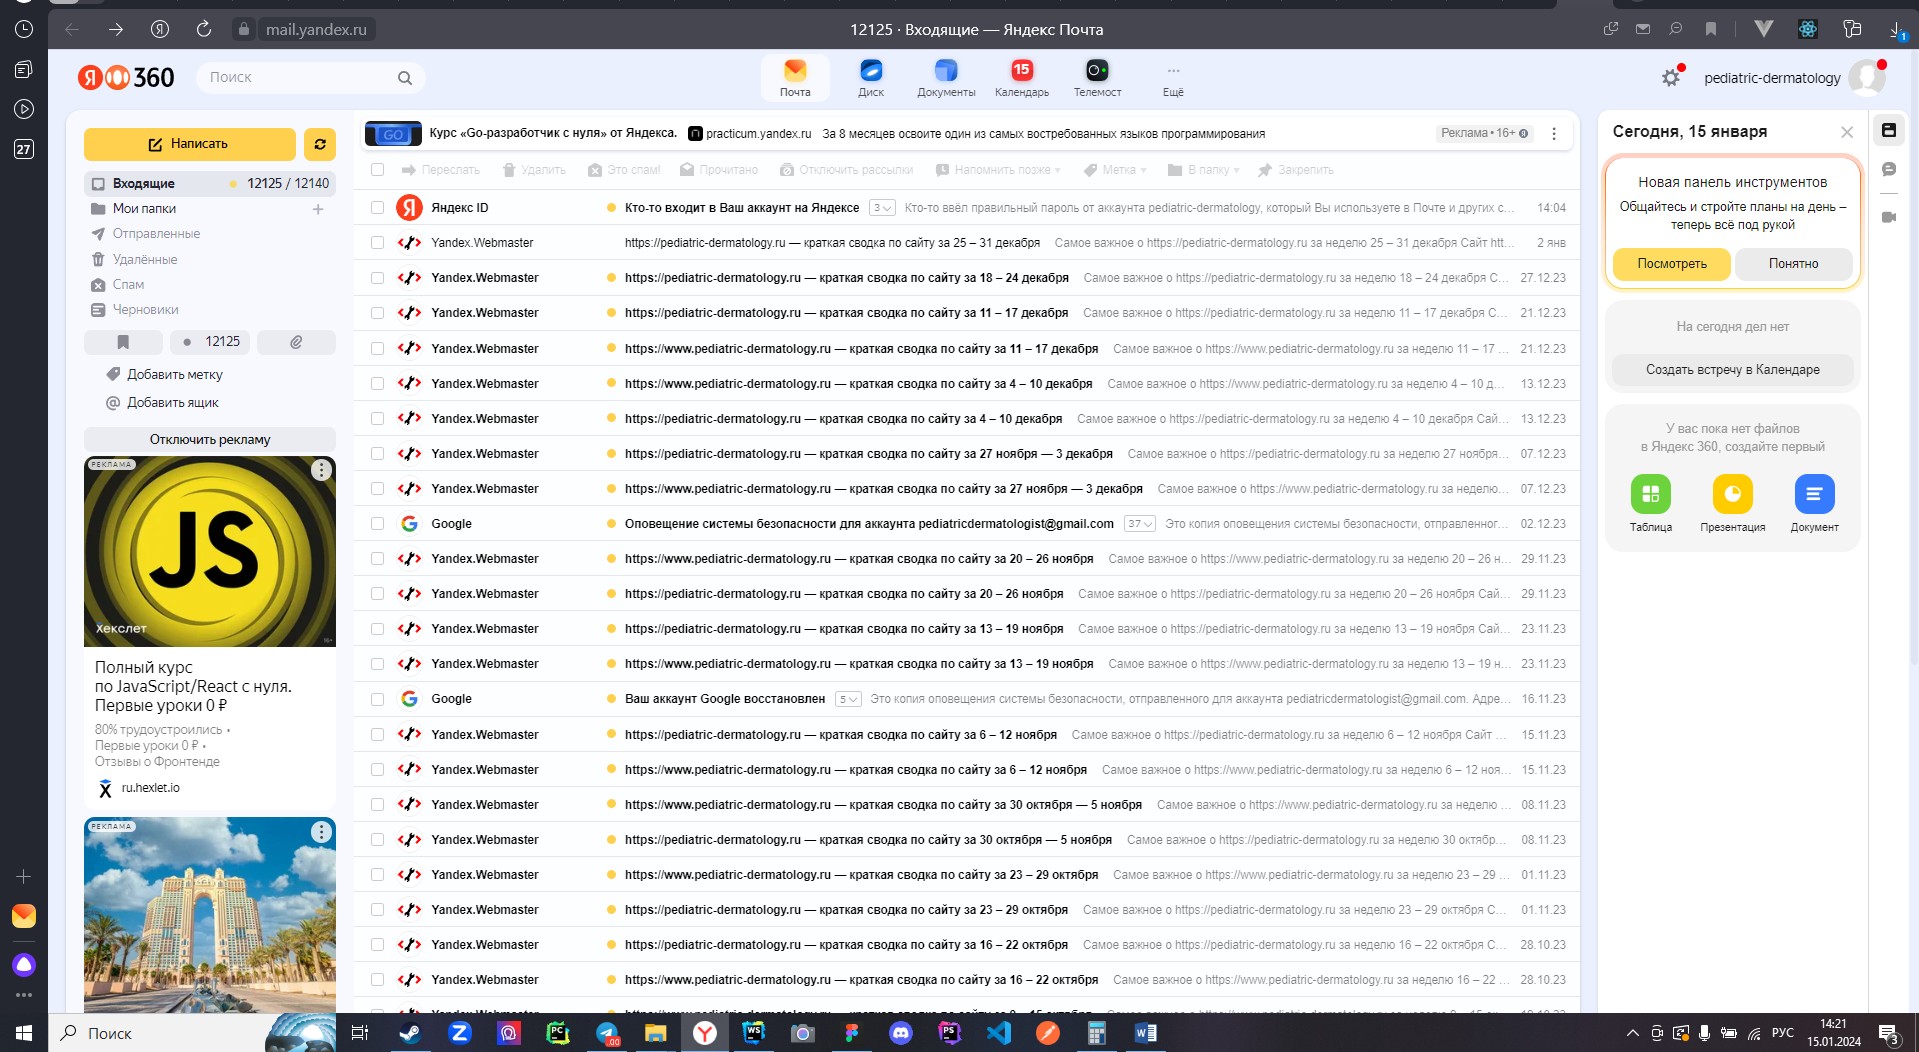 mail.yandex.ru
12125 · Входящие — Яндекс Почта
1
Я 360
Поиск
Почта
Диск
Документы
15
Календарь
Телемост
Ещё
pediatric-dermatology
27
Написать
Входящие 12125 / 12140
Мои папки
Отправленные
Удалённые
Спам
Черновики
12125
Добавить метку
Добавить ящик
Отключить рекламу
РЕКЛАМА
JS
Хекслет
16+
Полный курс
по JavaScript/React с нуля.
Первые уроки 0 ₽
80% трудоустроились •
Первые уроки 0 ₽ •
Отзывы о Фронтенде
ru.hexlet.io
РЕКЛАМА
GO Курс «Go-разработчик с нуля» от Яндекса. practicum.yandex.ru За 8 месяцев освоите один из самых востребованных языков программирования Реклама • 16+
Переслать Удалить Это спам! Прочитано Отключить рассылки Напомнить позже Метка В папку Закрепить
Яндекс ID Кто-то входит в Ваш аккаунт на Яндексе 3 Кто-то ввёл правильный пароль от аккаунта pediatric-dermatology, который Вы используете в Почте и других с... 14:04
Yandex.Webmaster https://pediatric-dermatology.ru — краткая сводка по сайту за 25 – 31 декабря Самое важное о https://pediatric-dermatology.ru за неделю 25 – 31 декабря Сайт htt... 2 янв
Yandex.Webmaster https://pediatric-dermatology.ru — краткая сводка по сайту за 18 – 24 декабря Самое важное о https://pediatric-dermatology.ru за неделю 18 – 24 декабря С... 27.12.23
Yandex.Webmaster https://pediatric-dermatology.ru — краткая сводка по сайту за 11 – 17 декабря Самое важное о https://pediatric-dermatology.ru за неделю 11 – 17 декабря С... 21.12.23
Yandex.Webmaster https://www.pediatric-dermatology.ru — краткая сводка по сайту за 11 – 17 декабря Самое важное о https://www.pediatric-dermatology.ru за неделю 11 – 17 ... 21.12.23
Yandex.Webmaster https://www.pediatric-dermatology.ru — краткая сводка по сайту за 4 – 10 декабря Самое важное о https://www.pediatric-dermatology.ru за неделю 4 – 10 д... 13.12.23
Yandex.Webmaster https://pediatric-dermatology.ru — краткая сводка по сайту за 4 – 10 декабря Самое важное о https://pediatric-dermatology.ru за неделю 4 – 10 декабря Сай... 13.12.23
Yandex.Webmaster https://pediatric-dermatology.ru — краткая сводка по сайту за 27 ноября — 3 декабря Самое важное о https://pediatric-dermatology.ru за неделю 27 ноября... 07.12.23
Yandex.Webmaster https://www.pediatric-dermatology.ru — краткая сводка по сайту за 27 ноября — 3 декабря Самое важное о https://www.pediatric-dermatology.ru за неделю... 07.12.23
Google Оповещение системы безопасности для аккаунта pediatricdermatologist@gmail.com 37 Это копия оповещения системы безопасности, отправленног... 02.12.23
Yandex.Webmaster https://www.pediatric-dermatology.ru — краткая сводка по сайту за 20 – 26 ноября Самое важное о https://www.pediatric-dermatology.ru за неделю 20 – 26 н... 29.11.23
Yandex.Webmaster https://pediatric-dermatology.ru — краткая сводка по сайту за 20 – 26 ноября Самое важное о https://pediatric-dermatology.ru за неделю 20 – 26 ноября Сай... 29.11.23
Yandex.Webmaster https://pediatric-dermatology.ru — краткая сводка по сайту за 13 – 19 ноября Самое важное о https://pediatric-dermatology.ru за неделю 13 – 19 ноября Сай... 23.11.23
Yandex.Webmaster https://www.pediatric-dermatology.ru — краткая сводка по сайту за 13 – 19 ноября Самое важное о https://www.pediatric-dermatology.ru за неделю 13 – 19 н... 23.11.23
Google Ваш аккаунт Google восстановлен 5 Это копия оповещения системы безопасности, отправленного для аккаунта pediatricdermatologist@gmail.com. Адре... 16.11.23
Yandex.Webmaster https://pediatric-dermatology.ru — краткая сводка по сайту за 6 – 12 ноября Самое важное о https://pediatric-dermatology.ru за неделю 6 – 12 ноября Сайт ... 15.11.23
Yandex.Webmaster https://www.pediatric-dermatology.ru — краткая сводка по сайту за 6 – 12 ноября Самое важное о https://www.pediatric-dermatology.ru за неделю 6 – 12 ноя... 15.11.23
Yandex.Webmaster https://www.pediatric-dermatology.ru — краткая сводка по сайту за 30 октября — 5 ноября Самое важное о https://www.pediatric-dermatology.ru за неделю ... 08.11.23
Yandex.Webmaster https://pediatric-dermatology.ru — краткая сводка по сайту за 30 октября — 5 ноября Самое важное о https://pediatric-dermatology.ru за неделю 30 октябр... 08.11.23
Yandex.Webmaster https://www.pediatric-dermatology.ru — краткая сводка по сайту за 23 – 29 октября Самое важное о https://www.pediatric-dermatology.ru за неделю 23 – 29 ... 01.11.23
Yandex.Webmaster https://pediatric-dermatology.ru — краткая сводка по сайту за 23 – 29 октября Самое важное о https://pediatric-dermatology.ru за неделю 23 – 29 октября С... 01.11.23
Yandex.Webmaster https://pediatric-dermatology.ru — краткая сводка по сайту за 16 – 22 октября Самое важное о https://pediatric-dermatology.ru за неделю 16 – 22 октября С... 28.10.23
Yandex.Webmaster https://www.pediatric-dermatology.ru — краткая сводка по сайту за 16 – 22 октября Самое важное о https://www.pediatric-dermatology.ru за неделю 16 – 22 ... 28.10.23
Сегодня, 15 января
Новая панель инструментов
Общайтесь и стройте планы на день –
теперь всё под рукой
Посмотреть Понятно
На сегодня дел нет
Создать встречу в Календаре
У вас пока нет файлов
в Яндекс 360, создайте первый
Таблица Презентация Документ
Поиск
РУС
14:21
15.01.2024
3